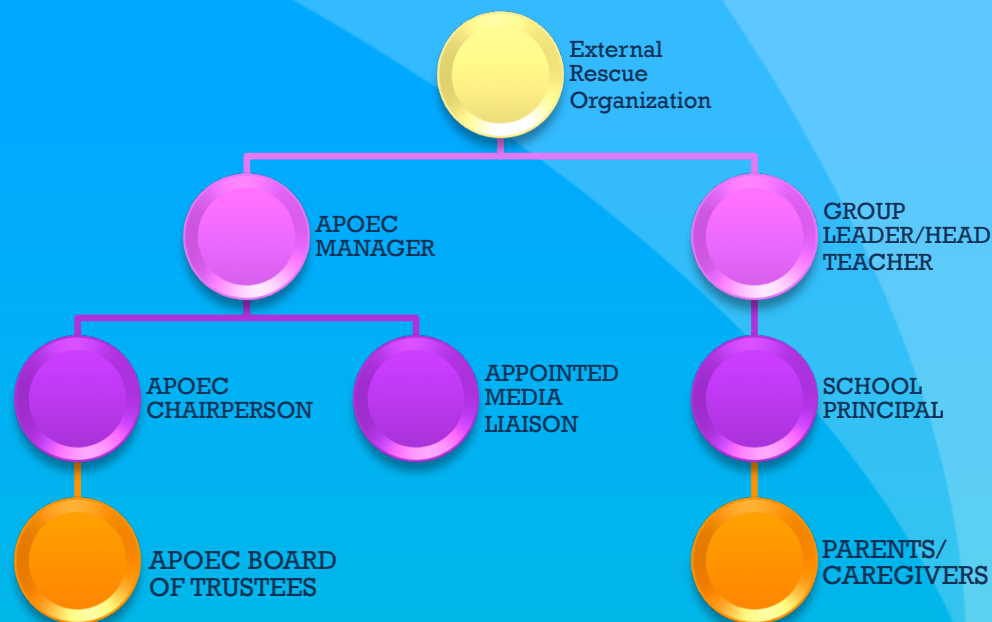 External
Rescue
Organization
APOEC
MANAGER
GROUP
LEADER/HEAD
TEACHER
APOEC
CHAIRPERSON
APPOINTED
MEDIA
LIAISON
SCHOOL
PRINCIPAL
APOEC BOARD
OF TRUSTEES
PARENTS/
CAREGIVERS